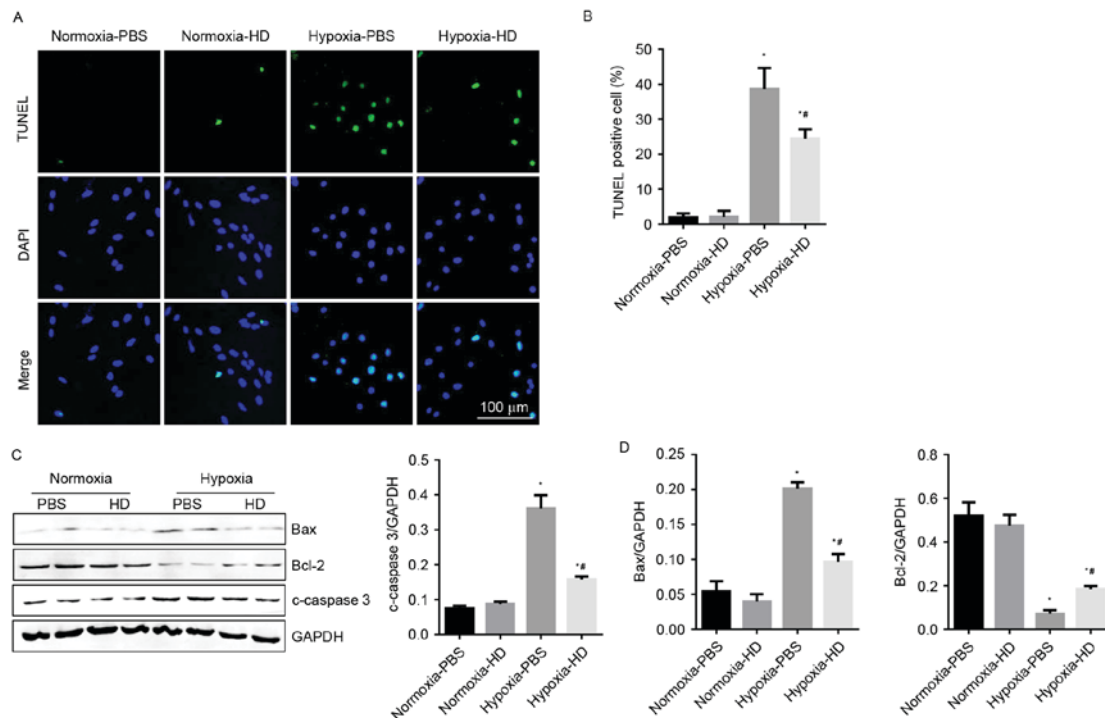 A
Normoxia-PBS Normoxia-HD Hypoxia-PBS Hypoxia-HD
TUNEL
DAPI
Merge
100 μm
B
TUNEL positive cell (%)
50
40
30
20
10
0
*
*#
Normoxia-PBS
Normoxia-HD
Hypoxia-PBS
Hypoxia-HD
C
Normoxia Hypoxia
PBS HD PBS HD
Bax
Bcl-2
c-caspase 3
GAPDH
c-caspase 3/GAPDH
0.5
0.4
0.3
0.2
0.1
0.0
*
*#
Normoxia-PBS
Normoxia-HD
Hypoxia-PBS
Hypoxia-HD
D
Bax/GAPDH
0.25
0.20
0.15
0.10
0.05
0.00
*
*#
Normoxia-PBS
Normoxia-HD
Hypoxia-PBS
Hypoxia-HD
Bcl-2/GAPDH
0.8
0.6
0.4
0.2
0.0
*
*#
Normoxia-PBS
Normoxia-HD
Hypoxia-PBS
Hypoxia-HD